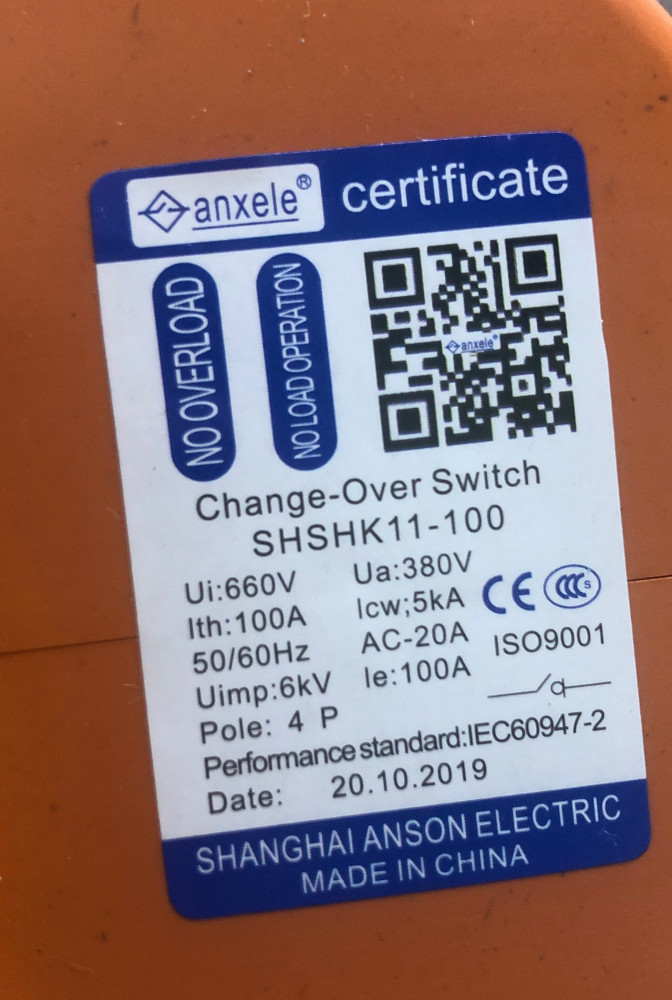 anxele® certificate
NO OVERLOAD
NO LOAD OPERATION
anxele®
Change-Over Switch
SHSHK11-100
Ui:660V Ua:380V
Ith:100A Icw;5kA CE CCC S
50/60Hz AC-20A ISO9001
Uimp:6kV Ie:100A
Pole: 4 P
Performance standard:IEC60947-2
Date: 20.10.2019
SHANGHAI ANSON ELECTRIC
MADE IN CHINA